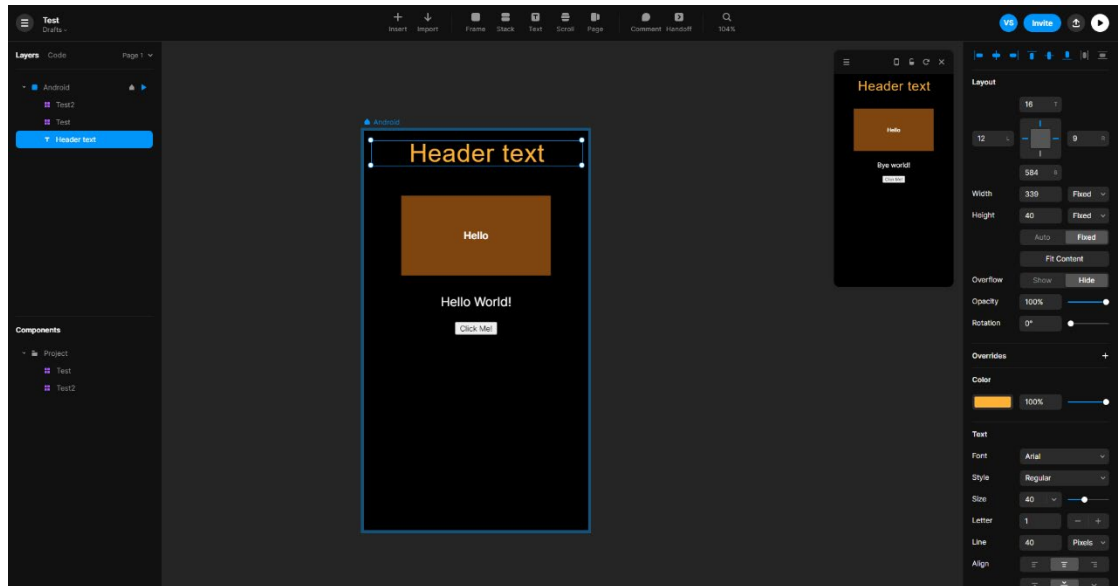 Test
Drafts -
Insert Import Frame Stack Text Scroll Page Comment Handoff 104%
VS Invite
Layers Code Page 1
Android
Test2
Test
Header text
Components
Project
Test
Test2
Android
Header text
Hello
Hello World!
Click Me!
Header text
Hello
Bye world!
Click Me!
Layout
16 T
12 L 9 R
584 B
Width 339 Fixed
Height 40 Fixed
Auto Fixed
Fit Content
Overflow Show Hide
Opacity 100%
Rotation 0°
Overrides +
Color
100%
Text
Font Arial
Style Regular
Size 40
Letter 1 - +
Line 40 Pixels
Align